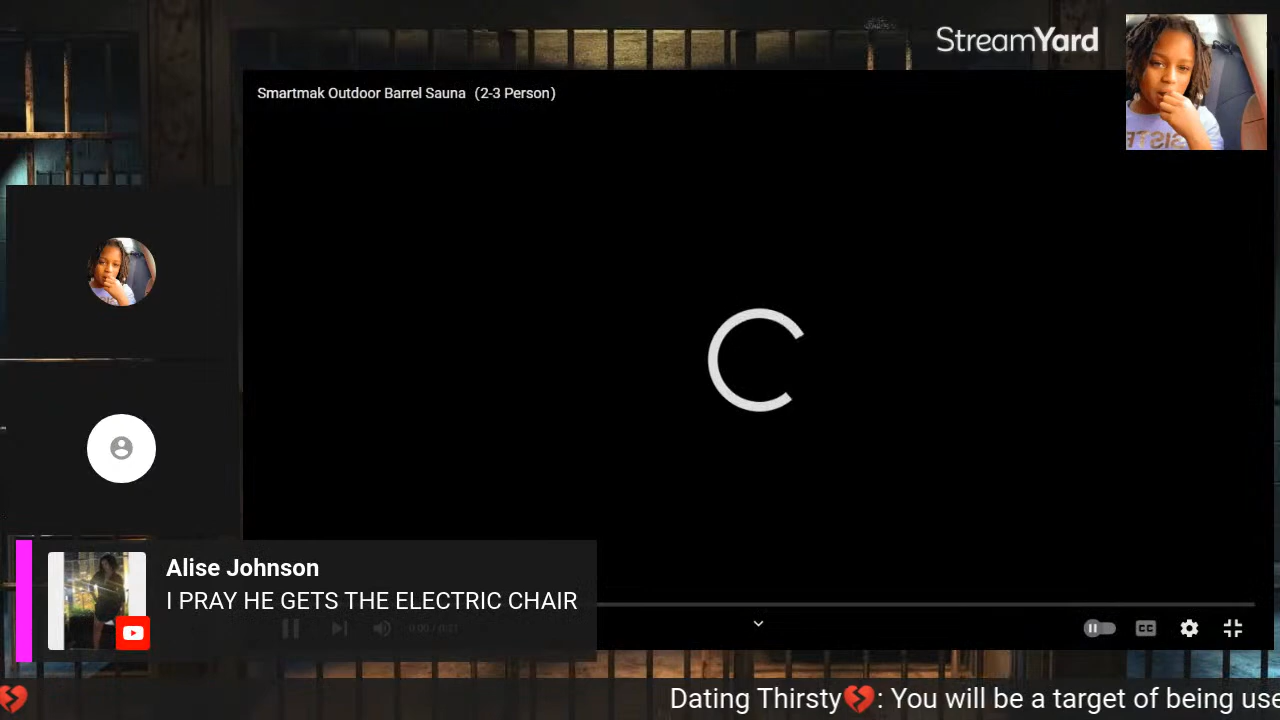 StreamYard
Smartmak Outdoor Barrel Sauna (2-3 Person)
Alise Johnson
I PRAY HE GETS THE ELECTRIC CHAIR
CC
💔
Dating Thirsty💔: You will be a target of being use